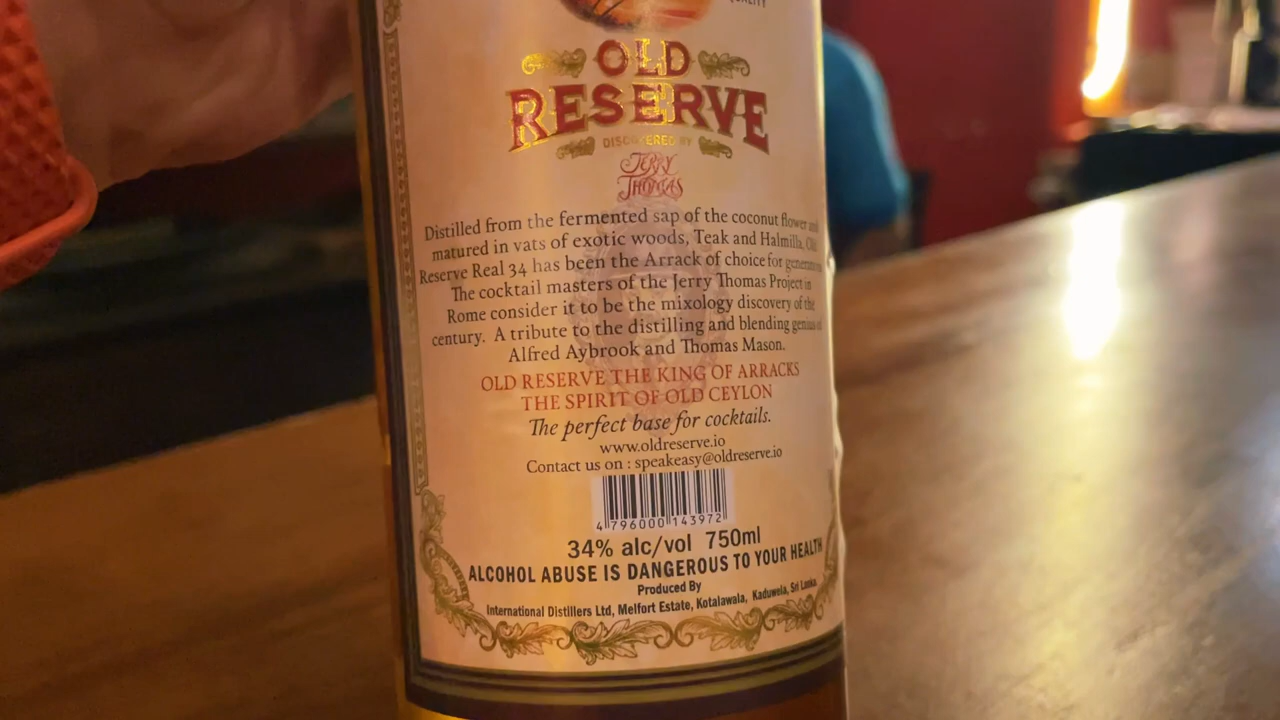 QUALITY
OLD
RESERVE
DISCOVERED BY
JERRY
THOMAS
Distilled from the fermented sap of the coconut flower and
matured in vats of exotic woods, Teak and Halmilla, Old
Reserve Real 34 has been the Arrack of choice for generations
The cocktail masters of the Jerry Thomas Project in
Rome consider it to be the mixology discovery of the
century. A tribute to the distilling and blending genius of
Alfred Aybrook and Thomas Mason.
OLD RESERVE THE KING OF ARRACKS
THE SPIRIT OF OLD CEYLON
The perfect base for cocktails.
www.oldreserve.io
Contact us on : speakeasy@oldreserve.io
4 796000 143972
34% alc/vol 750ml
ALCOHOL ABUSE IS DANGEROUS TO YOUR HEALTH
Produced By
International Distillers Ltd, Melfort Estate, Kotalawala, Kaduwela, Sri Lanka.